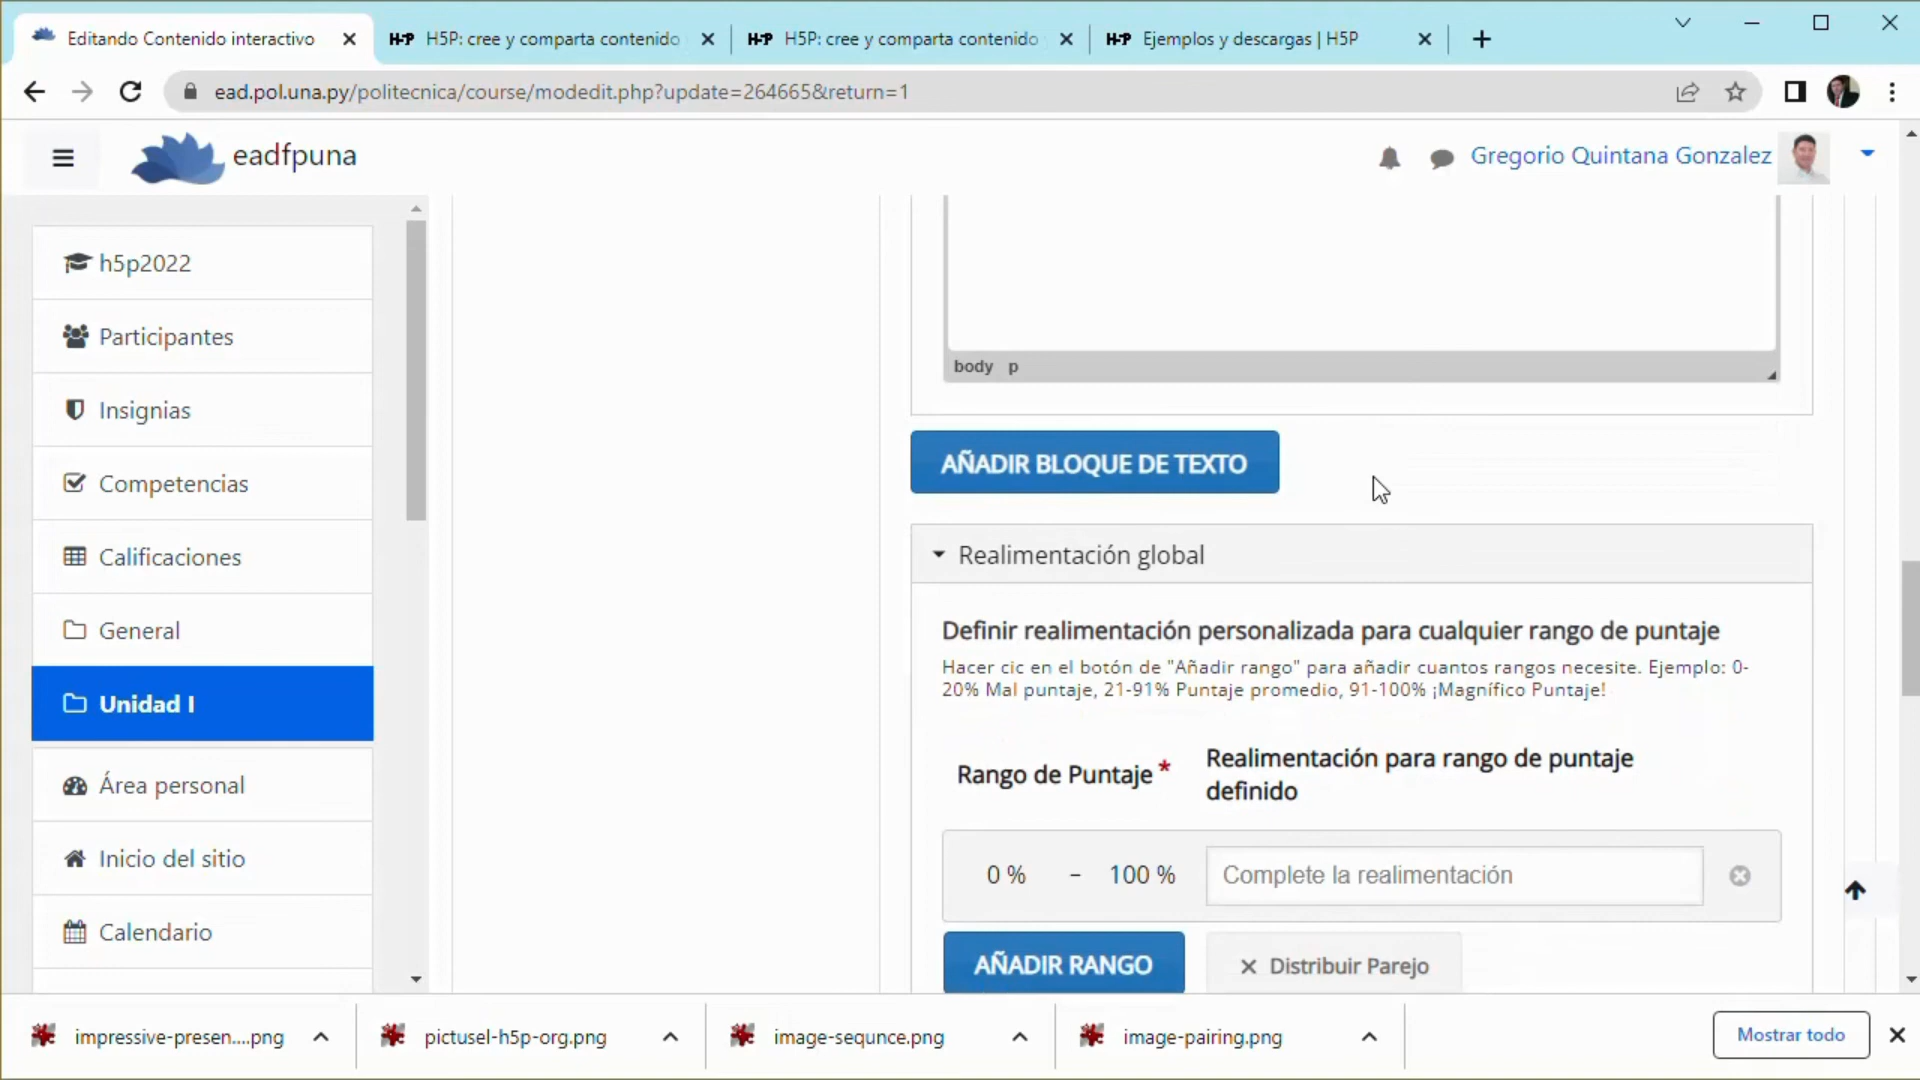 Editando Contenido interactivo
H5P: cree y comparta contenido
H5P: cree y comparta contenido
Ejemplos y descargas | H5P
ead.pol.una.py/politecnica/course/modedit.php?update=264665&return=1
eadfpuna
Gregorio Quintana Gonzalez
h5p2022
Participantes
Insignias
Competencias
Calificaciones
General
Unidad I
Área personal
Inicio del sitio
Calendario
body p
AÑADIR BLOQUE DE TEXTO
Realimentación global
Definir realimentación personalizada para cualquier rango de puntaje
Hacer cic en el botón de "Añadir rango" para añadir cuantos rangos necesite. Ejemplo: 0-
20% Mal puntaje, 21-91% Puntaje promedio, 91-100% ¡Magnífico Puntaje!
Rango de Puntaje *
Realimentación para rango de puntaje
definido
0 % – 100 %
Complete la realimentación
AÑADIR RANGO
Distribuir Parejo
impressive-presen....png
pictusel-h5p-org.png
image-sequnce.png
image-pairing.png
Mostrar todo